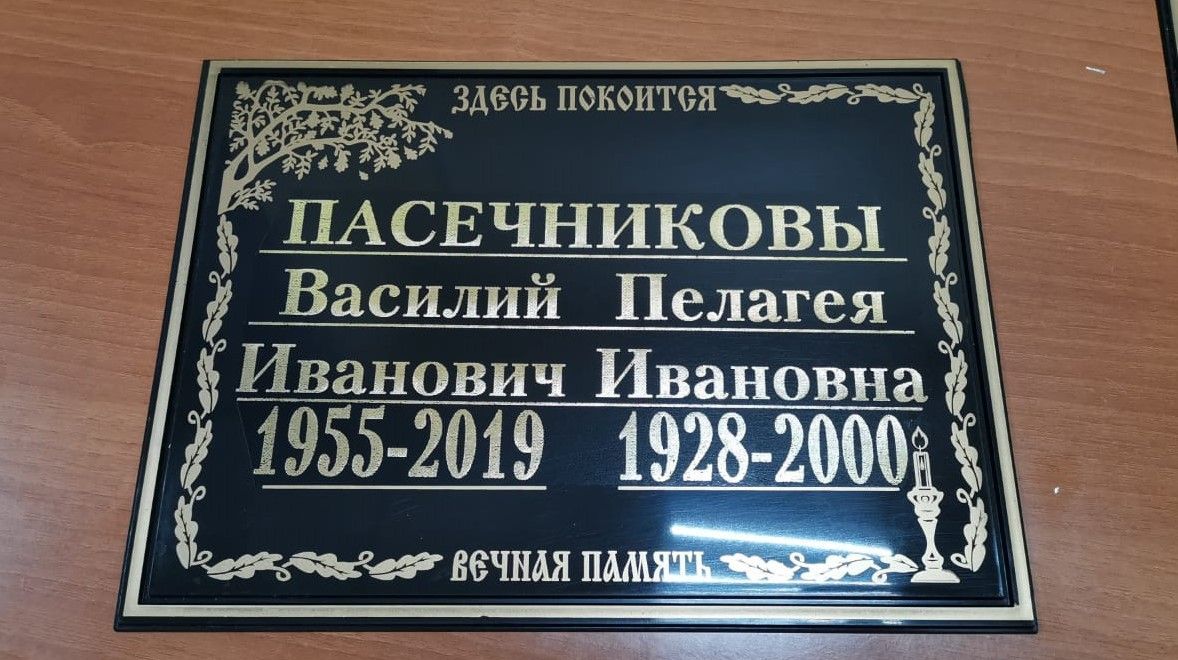 ЗДЕСЬ ПОКОИТСЯ
ПАСЕЧНИКОВЫ
Василий Пелагея
Иванович Ивановна
1955-2019 1928-2000
ВЕЧНАЯ ПАМЯТЬ